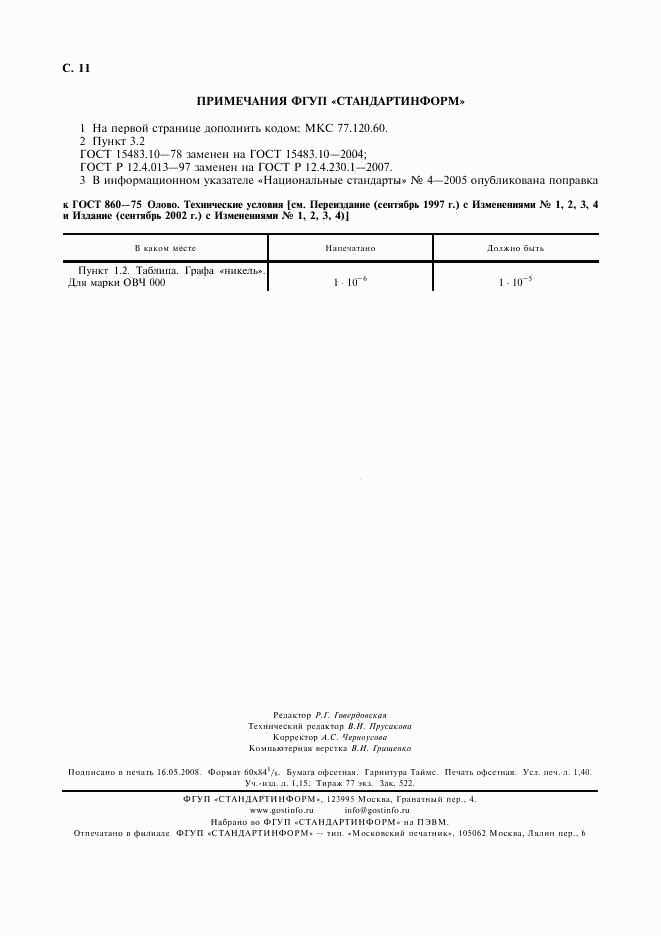 С. 11
ПРИМЕЧАНИЯ ФГУП «СТАНДАРТИНФОРМ»
1 На первой странице дополнить кодом: МКС 77.120.60.
2 Пункт 3.2
ГОСТ 15483.10—78 заменен на ГОСТ 15483.10—2004;
ГОСТ Р 12.4.013—97 заменен на ГОСТ Р 12.4.230.1—2007.
3 В информационном указателе «Национальные стандарты» № 4—2005 опубликована поправка
к ГОСТ 860—75 Олово. Технические условия [см. Переиздание (сентябрь 1997 г.) с Изменениями № 1, 2, 3, 4
и Издание (сентябрь 2002 г.) с Изменениями № 1, 2, 3, 4)]
В каком месте Напечатано Должно быть
Пункт 1.2. Таблица. Графа «никель».
Для марки ОВЧ 000 1 · 10⁻⁶ 1 · 10⁻⁵
Редактор Р.Г. Говердовская
Технический редактор В.Н. Прусакова
Корректор А.С. Черноусова
Компьютерная верстка В.И. Грищенко
Подписано в печать 16.05.2008. Формат 60х84¹/₈. Бумага офсетная. Гарнитура Таймс. Печать офсетная. Усл. печ. л. 1,40.
Уч.-изд. л. 1,15. Тираж 77 экз. Зак. 522.
ФГУП «СТАНДАРТИНФОРМ», 123995 Москва, Гранатный пер., 4.
www.gostinfo.ru info@gostinfo.ru
Набрано во ФГУП «СТАНДАРТИНФОРМ» на ПЭВМ.
Отпечатано в филиале ФГУП «СТАНДАРТИНФОРМ» — тип. «Московский печатник», 105062 Москва, Лялин пер., 6